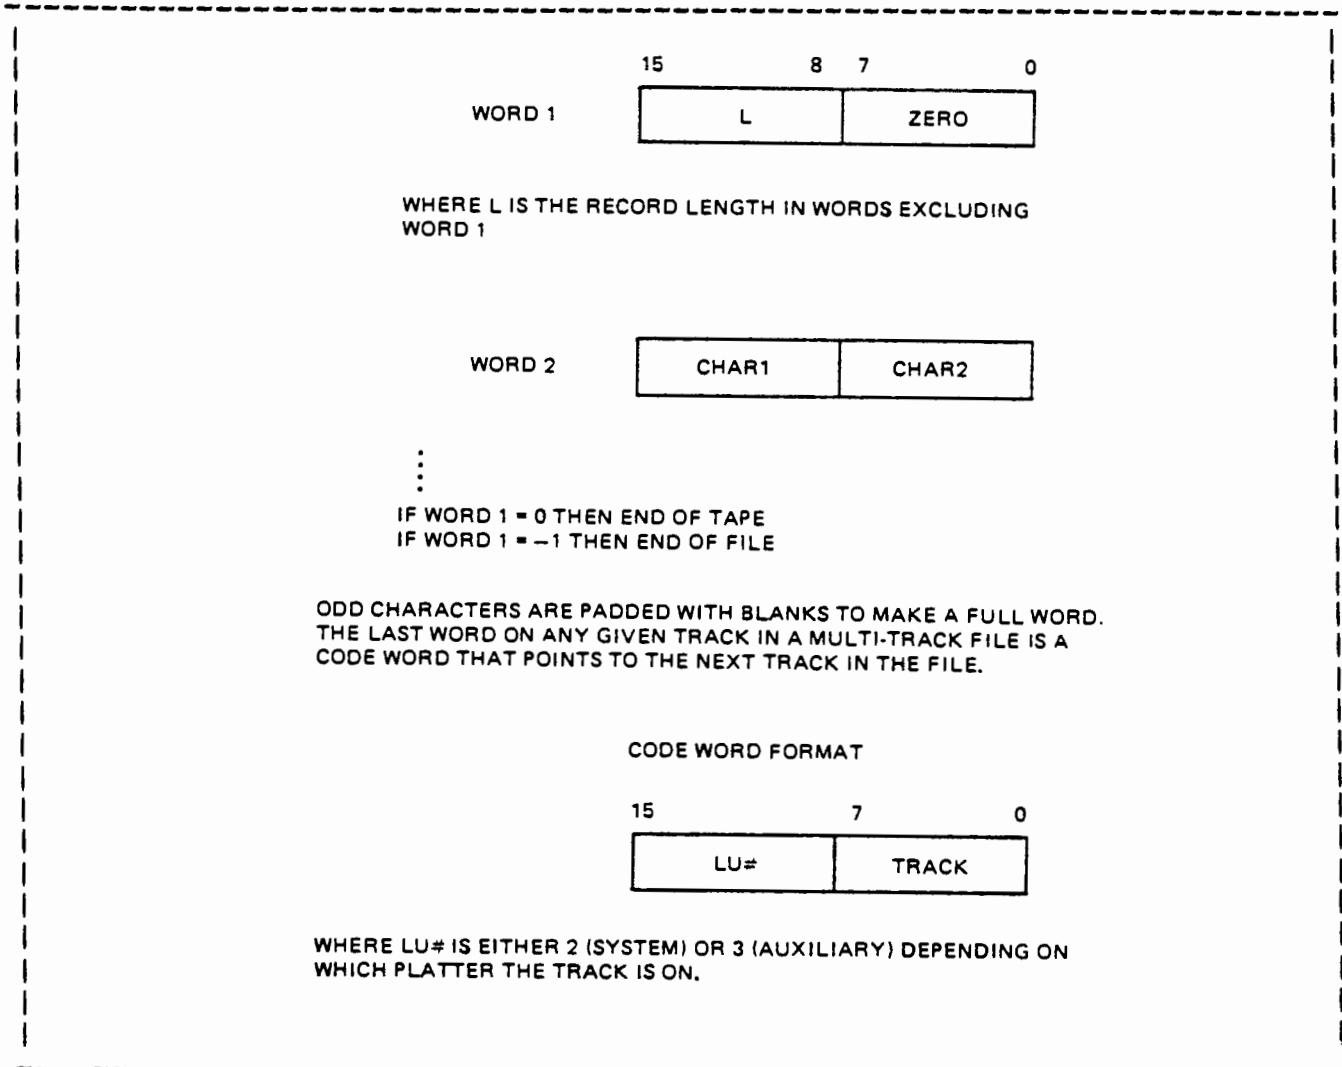 15 8 7 0
WORD 1 L ZERO
WHERE L IS THE RECORD LENGTH IN WORDS EXCLUDING
WORD 1
WORD 2 CHAR1 CHAR2
IF WORD 1 = 0 THEN END OF TAPE
IF WORD 1 = –1 THEN END OF FILE
ODD CHARACTERS ARE PADDED WITH BLANKS TO MAKE A FULL WORD.
THE LAST WORD ON ANY GIVEN TRACK IN A MULTI-TRACK FILE IS A
CODE WORD THAT POINTS TO THE NEXT TRACK IN THE FILE.
CODE WORD FORMAT
15 7 0
LU# TRACK
WHERE LU# IS EITHER 2 (SYSTEM) OR 3 (AUXILIARY) DEPENDING ON
WHICH PLATTER THE TRACK IS ON.